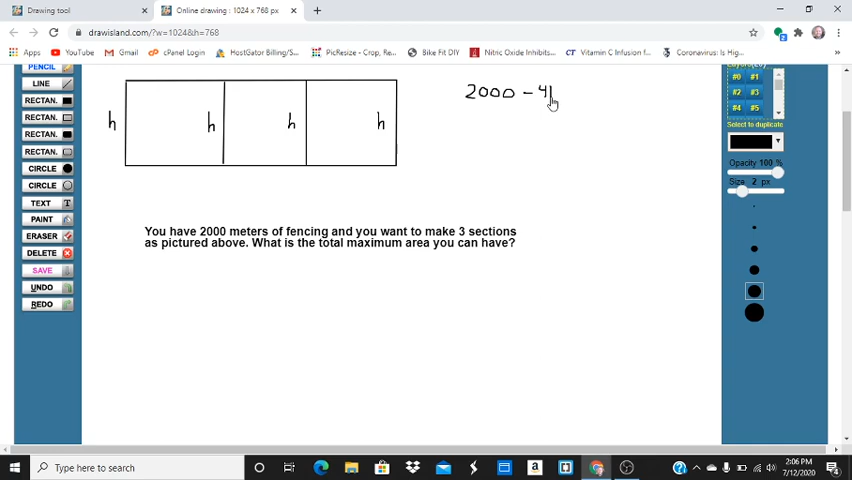 Drawing tool
Online drawing : 1024 x 768 px
drawisland.com/?w=1024&h=768
Apps
YouTube
Gmail
cPanel Login
HostGator Billing/S...
PicResize - Crop, Re...
Bike Fit DIY
Nitric Oxide Inhibits...
CT Vitamin C Infusion f...
Coronavirus: Is Hig...
PENCIL
LINE
RECTAN.
RECTAN.
RECTAN.
RECTAN.
CIRCLE
CIRCLE
TEXT T
PAINT
ERASER
DELETE
SAVE
UNDO
REDO
h h h h
2000 - 4
You have 2000 meters of fencing and you want to make 3 sections
as pictured above. What is the total maximum area you can have?
#0 #1
#2 #3
#4 #5
Select to duplicate
Opacity 100 %
Size 2 px
Type here to search
2:06 PM
7/12/2020